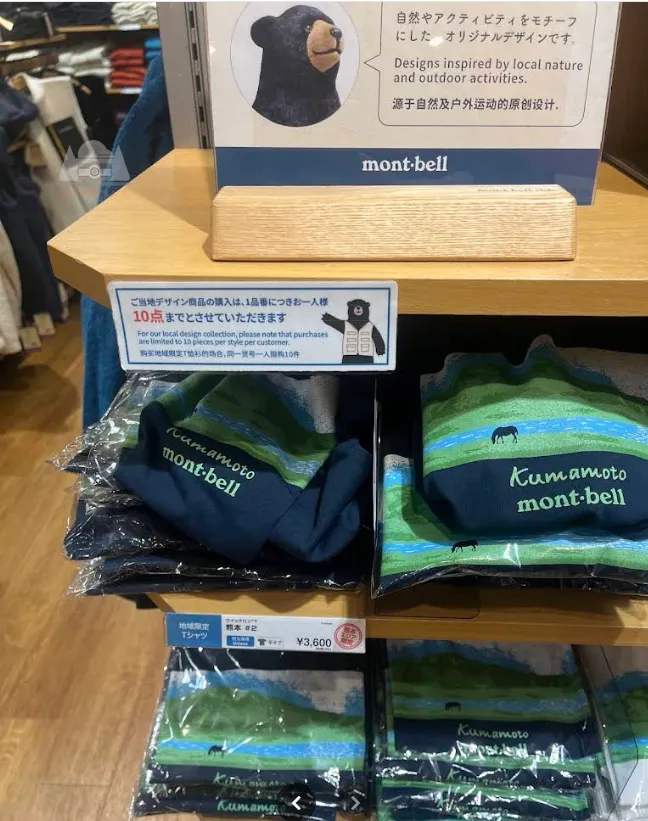 自然やアクティビティをモチーフ
にした、オリジナルデザインです。
Designs inspired by local nature
and outdoor activities.
源于自然及户外运动的原创设计.
mont·bell
ご当地デザイン商品の購入は、1品番につきお一人様
10点までとさせていただきます
For our local design collection, please note that purchases
are limited to 10 pieces per style per customer.
购买地域限定T恤衫的场合,同一货号一人限购10件
Kumamoto
mont·bell
Kumamoto
mont·bell
地域限定
Tシャツ
熊本 #2
¥3,600
Kumamoto
mont·bell
Kumamoto
Kumamoto
Kumamoto